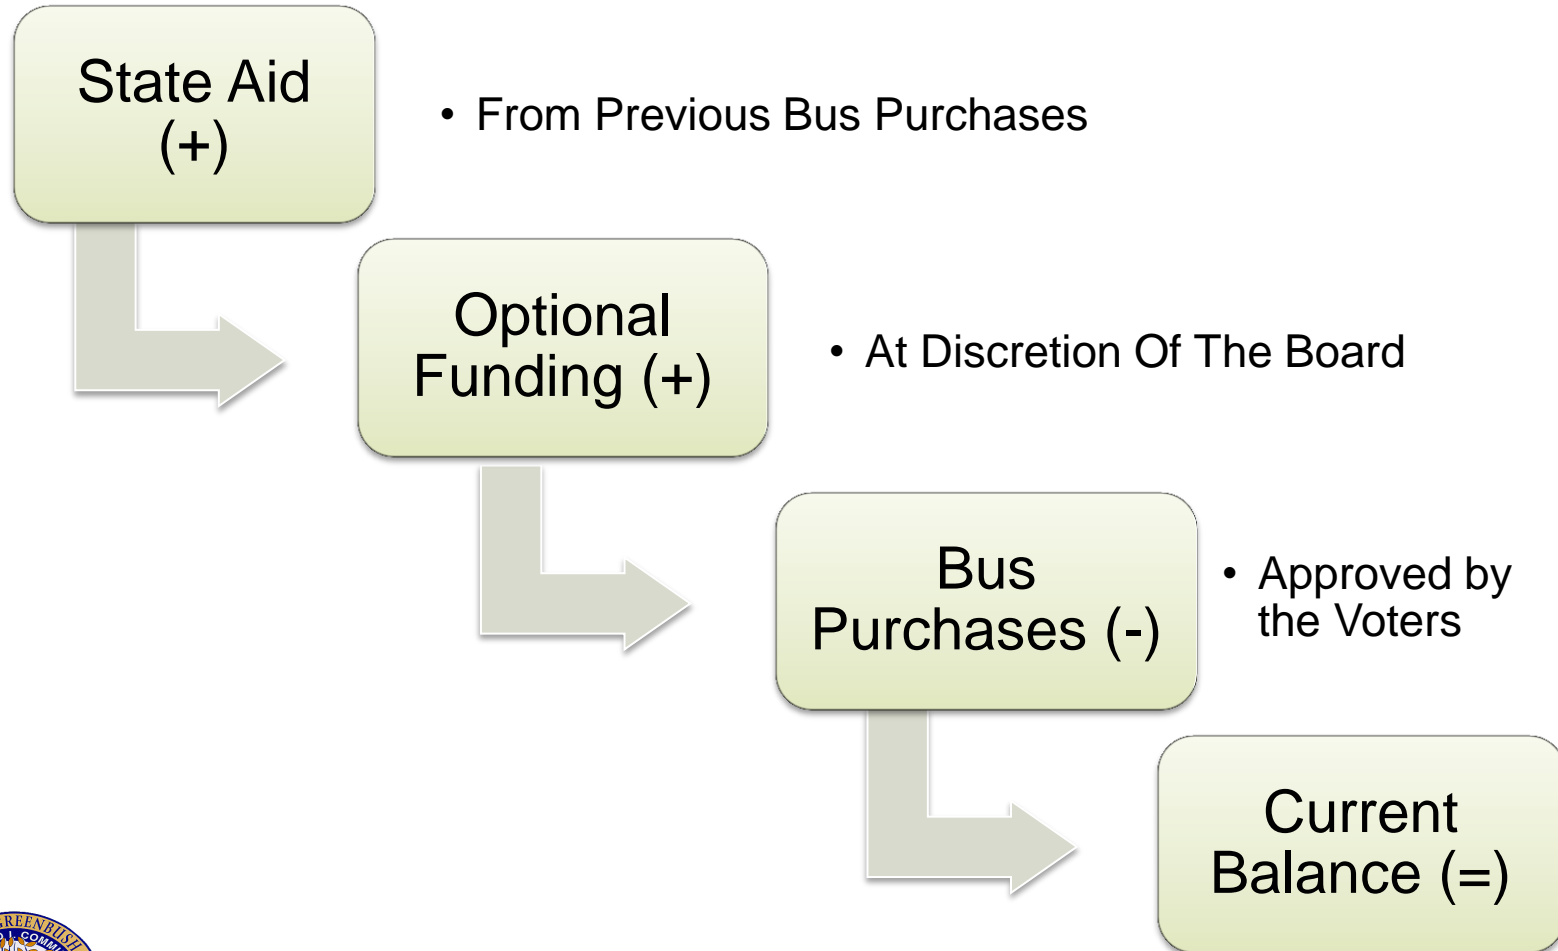 State Aid
(+)
• From Previous Bus Purchases
Optional
Funding (+)
• At Discretion Of The Board
Bus
Purchases (-)
• Approved by
the Voters
Current
Balance (=)
GREENBUSH